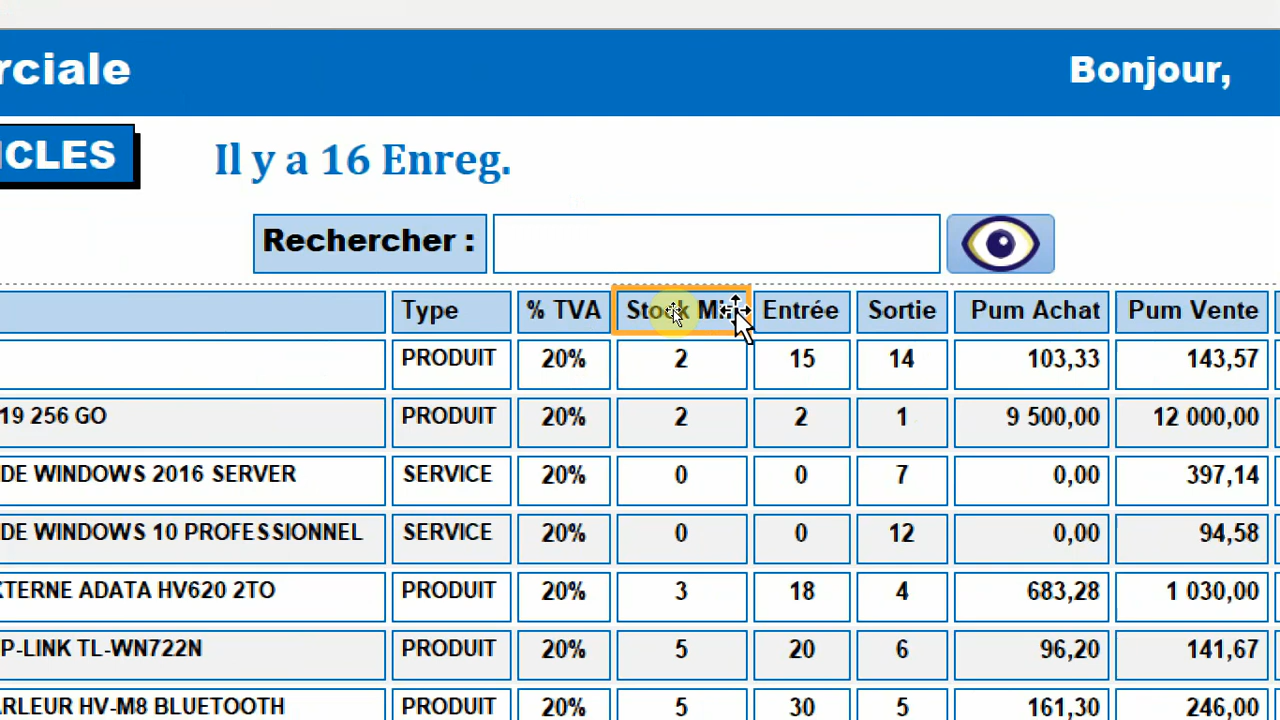 rciale Bonjour,
ICLES Il y a 16 Enreg.
Rechercher :
Type % TVA Stock Min Entrée Sortie Pum Achat Pum Vente
PRODUIT 20% 2 15 14 103,33 143,57
19 256 GO PRODUIT 20% 2 2 1 9 500,00 12 000,00
DE WINDOWS 2016 SERVER SERVICE 20% 0 0 7 0,00 397,14
DE WINDOWS 10 PROFESSIONNEL SERVICE 20% 0 0 12 0,00 94,58
XTERNE ADATA HV620 2TO PRODUIT 20% 3 18 4 683,28 1 030,00
P-LINK TL-WN722N PRODUIT 20% 5 20 6 96,20 141,67
ARLEUR HV-M8 BLUETOOTH PRODUIT 20% 5 30 5 161,30 246,00